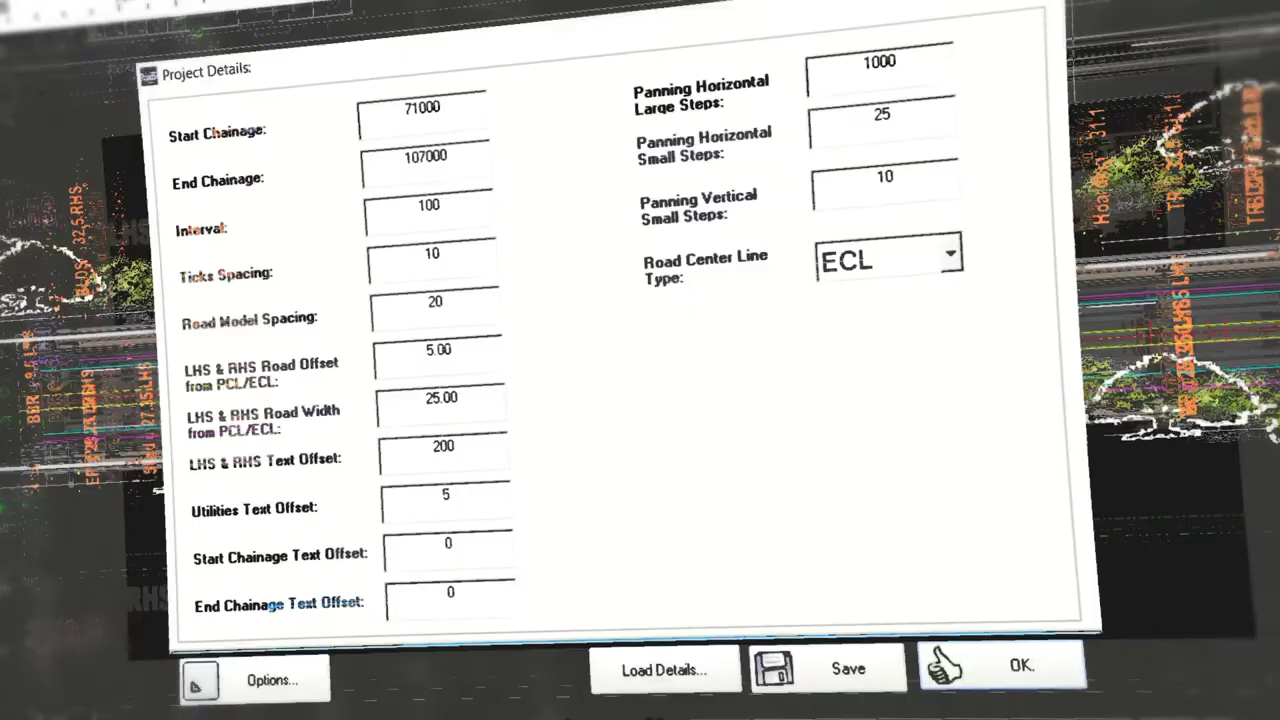 Project Details:
Start Chainage:
71000
End Chainage:
107000
Interval:
100
Ticks Spacing:
10
Road Model Spacing:
20
LHS & RHS Road Offset
from PCL/ECL:
5.00
LHS & RHS Road Width
from PCL/ECL:
25.00
LHS & RHS Text Offset:
200
Utilities Text Offset:
5
Start Chainage Text Offset:
0
End Chainage Text Offset:
0
Panning Horizontal
Large Steps:
1000
Panning Horizontal
Small Steps:
25
Panning Vertical
Small Steps:
10
Road Center Line
Type:
ECL
Options...
Load Details...
Save
OK.
32.5.RHS
RHS